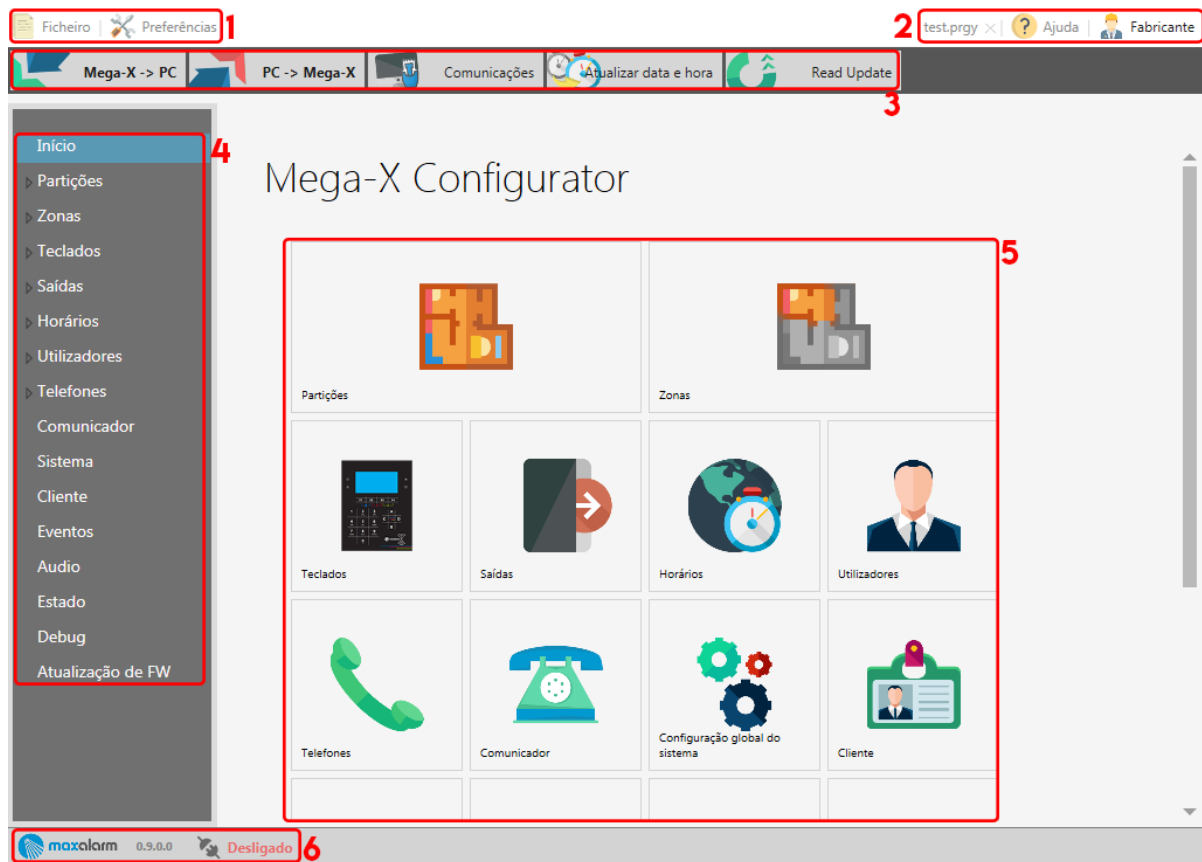 Ficheiro | Preferências 1
2 test.prgy × | ? Ajuda | Fabricante
Mega-X -> PC
PC -> Mega-X
Comunicações
Atualizar data e hora
Read Update
3
4
Início
Partições
Zonas
Teclados
Saídas
Horários
Utilizadores
Telefones
Comunicador
Sistema
Cliente
Eventos
Audio
Estado
Debug
Atualização de FW
Mega-X Configurator
5
Partições
Zonas
Teclados
Saídas
Horários
Utilizadores
Telefones
Comunicador
Configuração global do
sistema
Cliente
maxalarm 0.9.0.0 Desligado 6